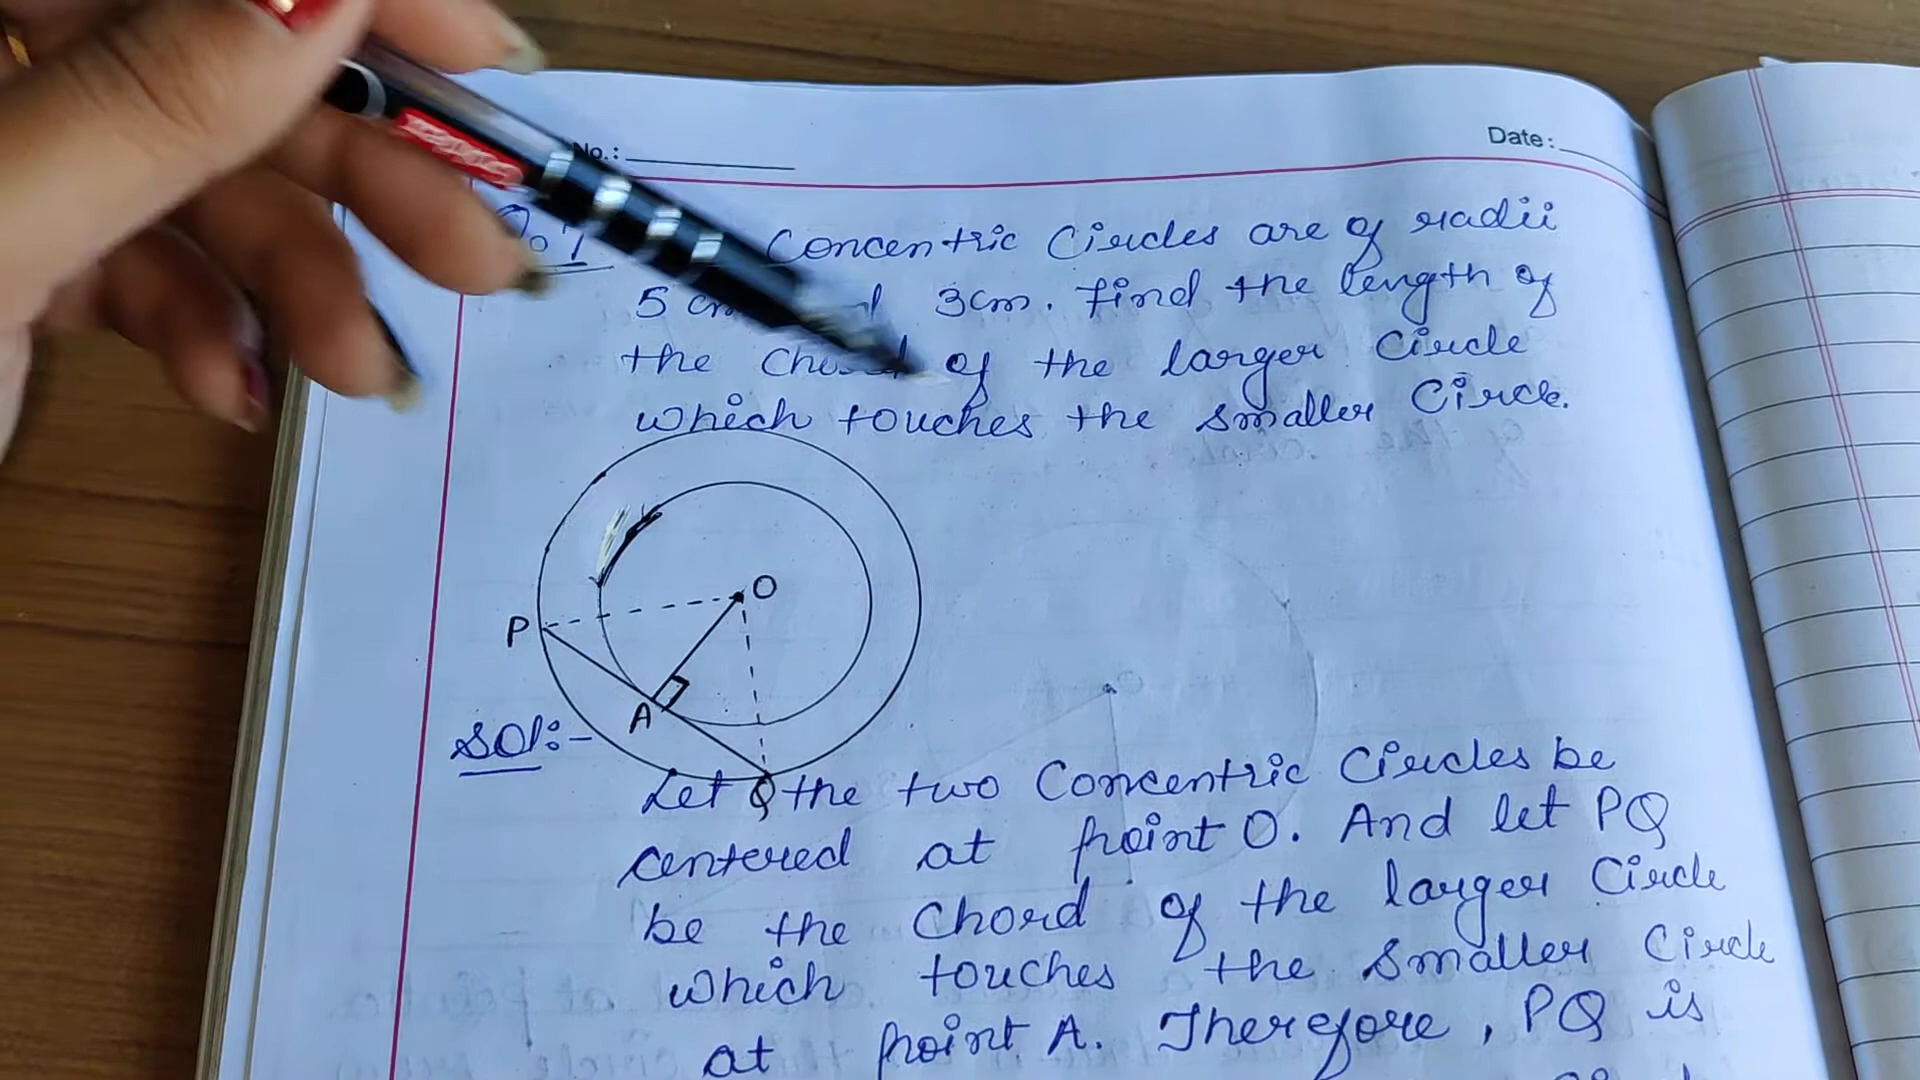 No.:
Date:
Concentric Circles are of radii
5 3cm. find the length of
the of the larger Circle
which touches the smaller Circle.
O
P
A
Sol:-
Q
Let the two Concentric Circles be
centered at point O. And let PQ
be the Chord of the larger Circle
which touches the smaller Circle
at point A. Therefore, PQ is